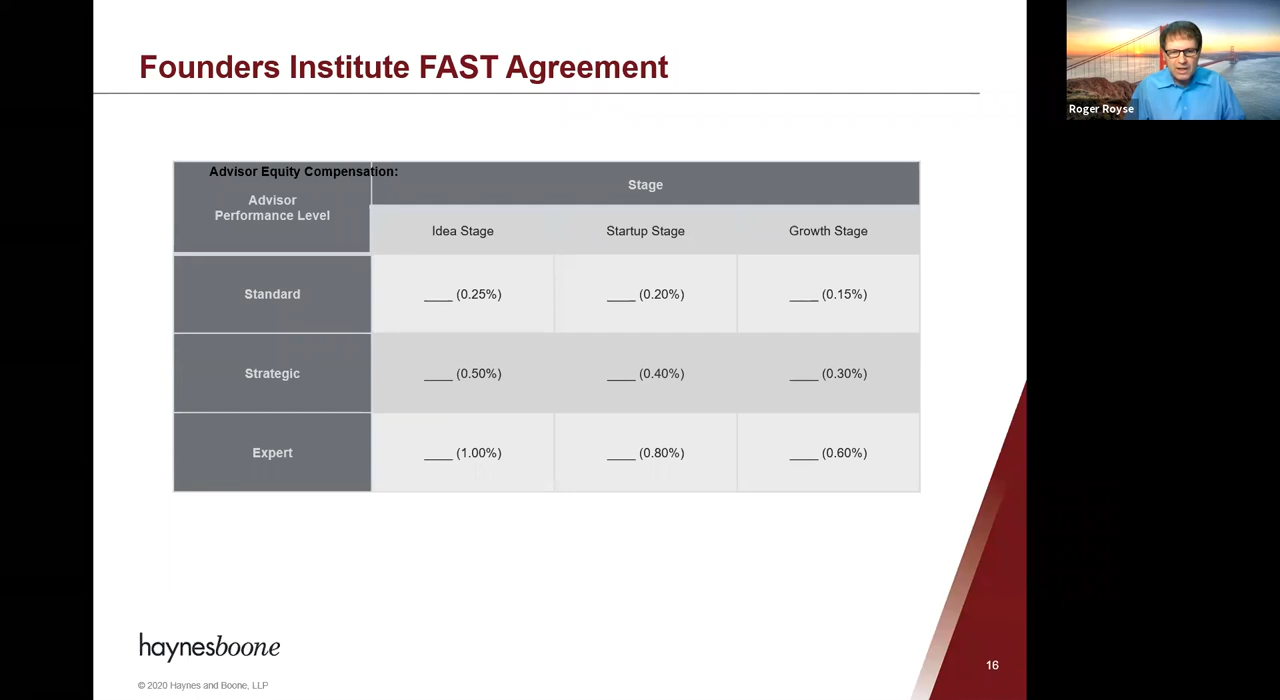 Founders Institute FAST Agreement
Roger Royse
Advisor Equity Compensation:
Advisor
Performance Level
Stage
Idea Stage
Startup Stage
Growth Stage
Standard
____ (0.25%)
____ (0.20%)
____ (0.15%)
Strategic
____ (0.50%)
____ (0.40%)
____ (0.30%)
Expert
____ (1.00%)
____ (0.80%)
____ (0.60%)
haynesboone
© 2020 Haynes and Boone, LLP
16